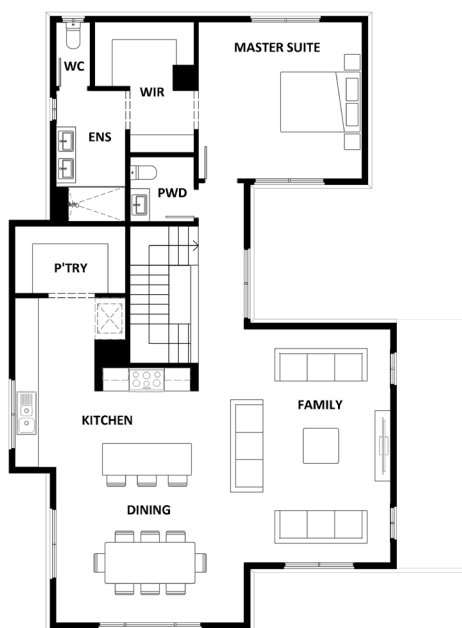 MASTER SUITE
WC
WIR
ENS
PWD
P'TRY
FAMILY
KITCHEN
DINING